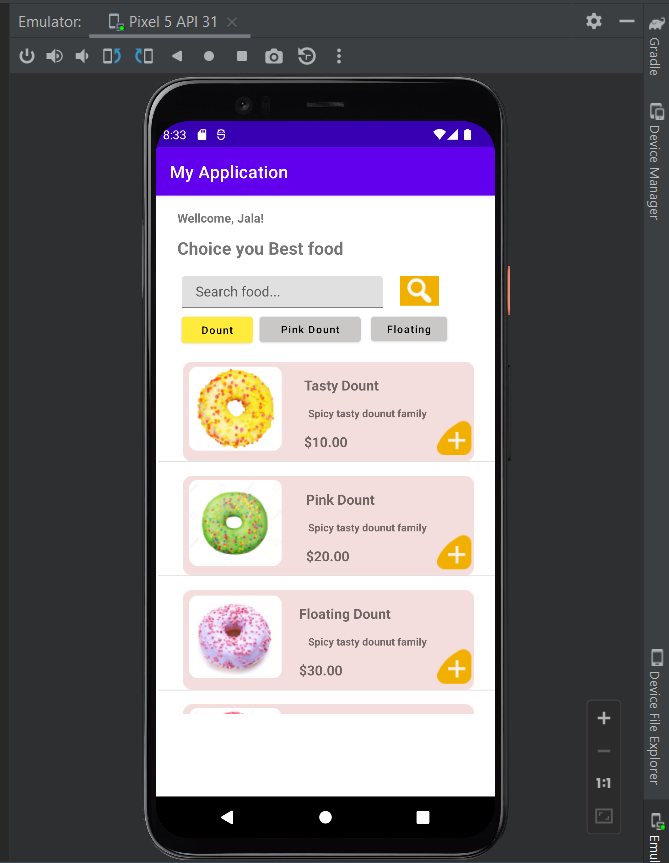 Emulator: Pixel 5 API 31
Gradle
Device Manager
8:33
My Application
Wellcome, Jala!
Choice you Best food
Search food...
Dount Pink Dount Floating
Tasty Dount
Spicy tasty dounut family
$10.00
Pink Dount
Spicy tasty dounut family
$20.00
Floating Dount
Spicy tasty dounut family
$30.00
Device File Explorer
1:1
Emul